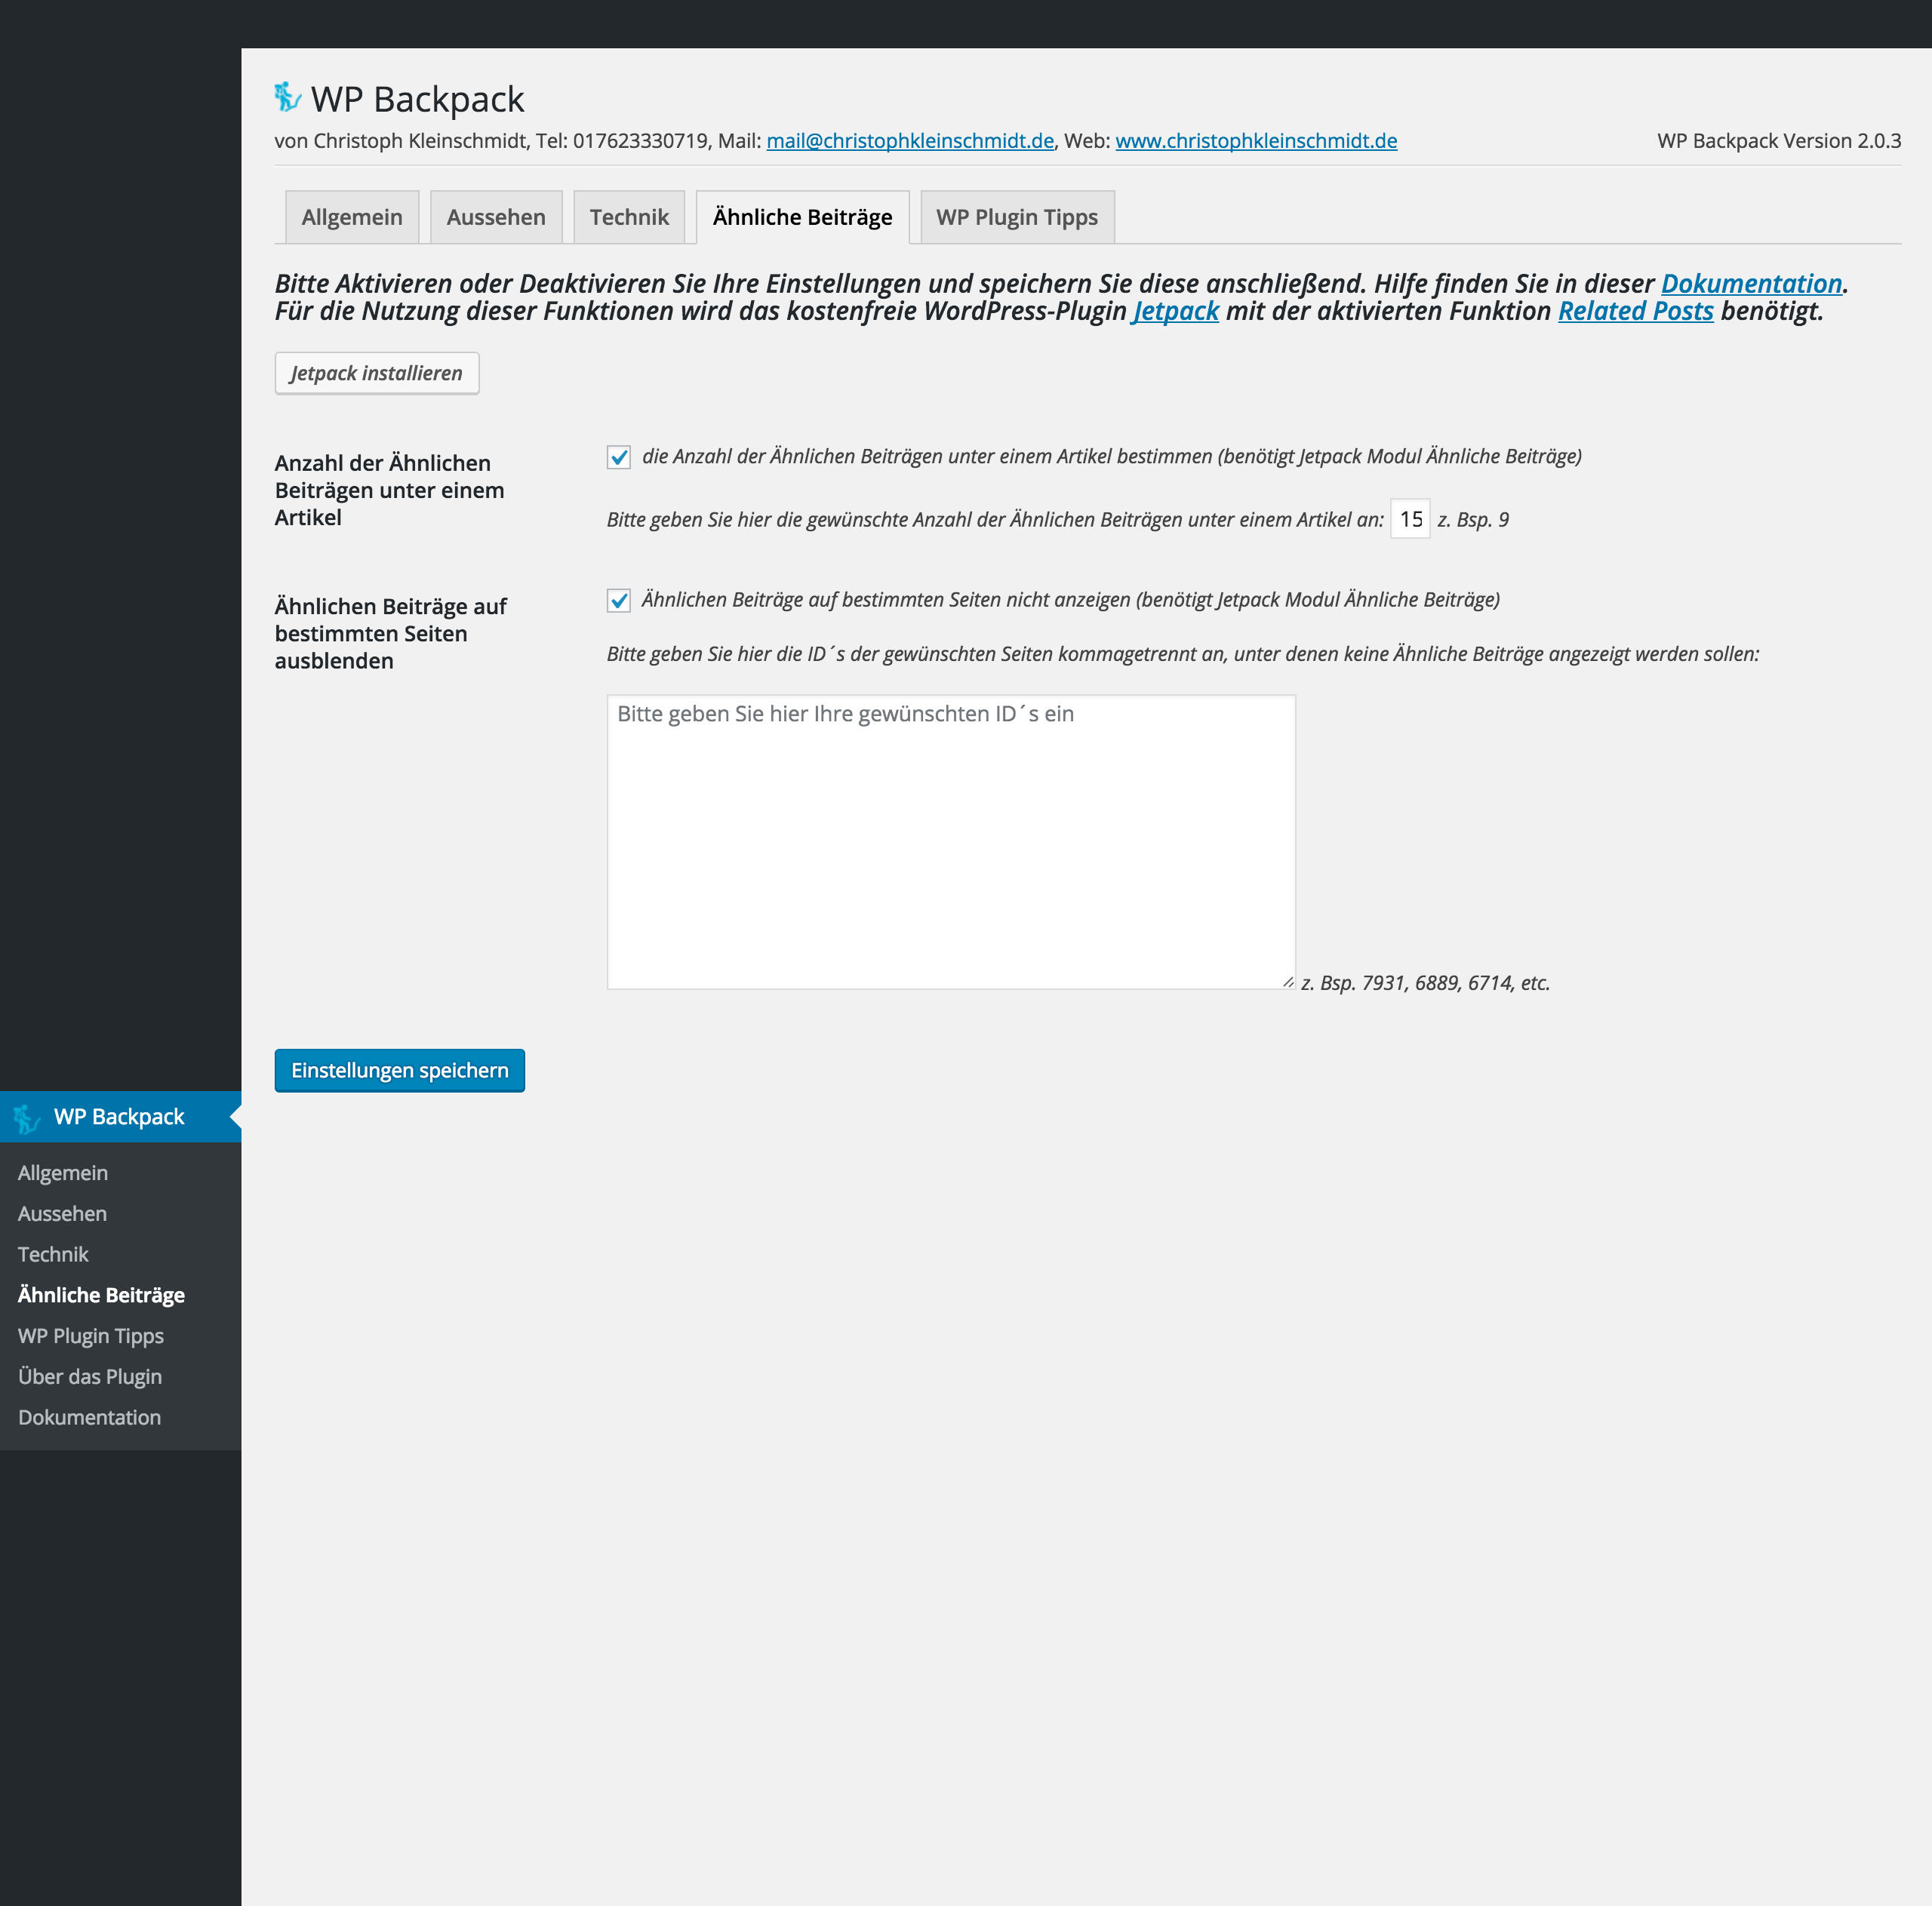 WP Backpack
von Christoph Kleinschmidt, Tel: 017623330719, Mail: mail@christophkleinschmidt.de, Web: www.christophkleinschmidt.de WP Backpack Version 2.0.3
Allgemein Aussehen Technik Ähnliche Beiträge WP Plugin Tipps
Bitte Aktivieren oder Deaktivieren Sie Ihre Einstellungen und speichern Sie diese anschließend. Hilfe finden Sie in dieser Dokumentation.
Für die Nutzung dieser Funktionen wird das kostenfreie WordPress-Plugin Jetpack mit der aktivierten Funktion Related Posts benötigt.
Jetpack installieren
Anzahl der Ähnlichen
Beiträgen unter einem
Artikel
die Anzahl der Ähnlichen Beiträgen unter einem Artikel bestimmen (benötigt Jetpack Modul Ähnliche Beiträge)
Bitte geben Sie hier die gewünschte Anzahl der Ähnlichen Beiträgen unter einem Artikel an: 15 z. Bsp. 9
Ähnlichen Beiträge auf
bestimmten Seiten
ausblenden
Ähnlichen Beiträge auf bestimmten Seiten nicht anzeigen (benötigt Jetpack Modul Ähnliche Beiträge)
Bitte geben Sie hier die ID´s der gewünschten Seiten kommagetrennt an, unter denen keine Ähnliche Beiträge angezeigt werden sollen:
Bitte geben Sie hier Ihre gewünschten ID´s ein
z. Bsp. 7931, 6889, 6714, etc.
Einstellungen speichern
WP Backpack
Allgemein
Aussehen
Technik
Ähnliche Beiträge
WP Plugin Tipps
Über das Plugin
Dokumentation